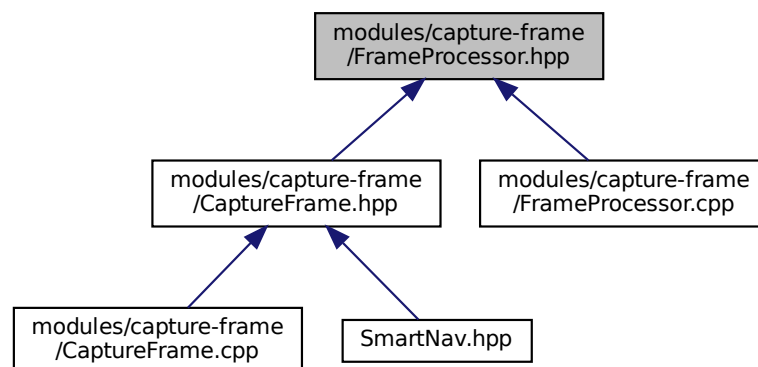 modules/capture-frame
/FrameProcessor.hpp
modules/capture-frame
/CaptureFrame.hpp
modules/capture-frame
/FrameProcessor.cpp
modules/capture-frame
/CaptureFrame.cpp
SmartNav.hpp